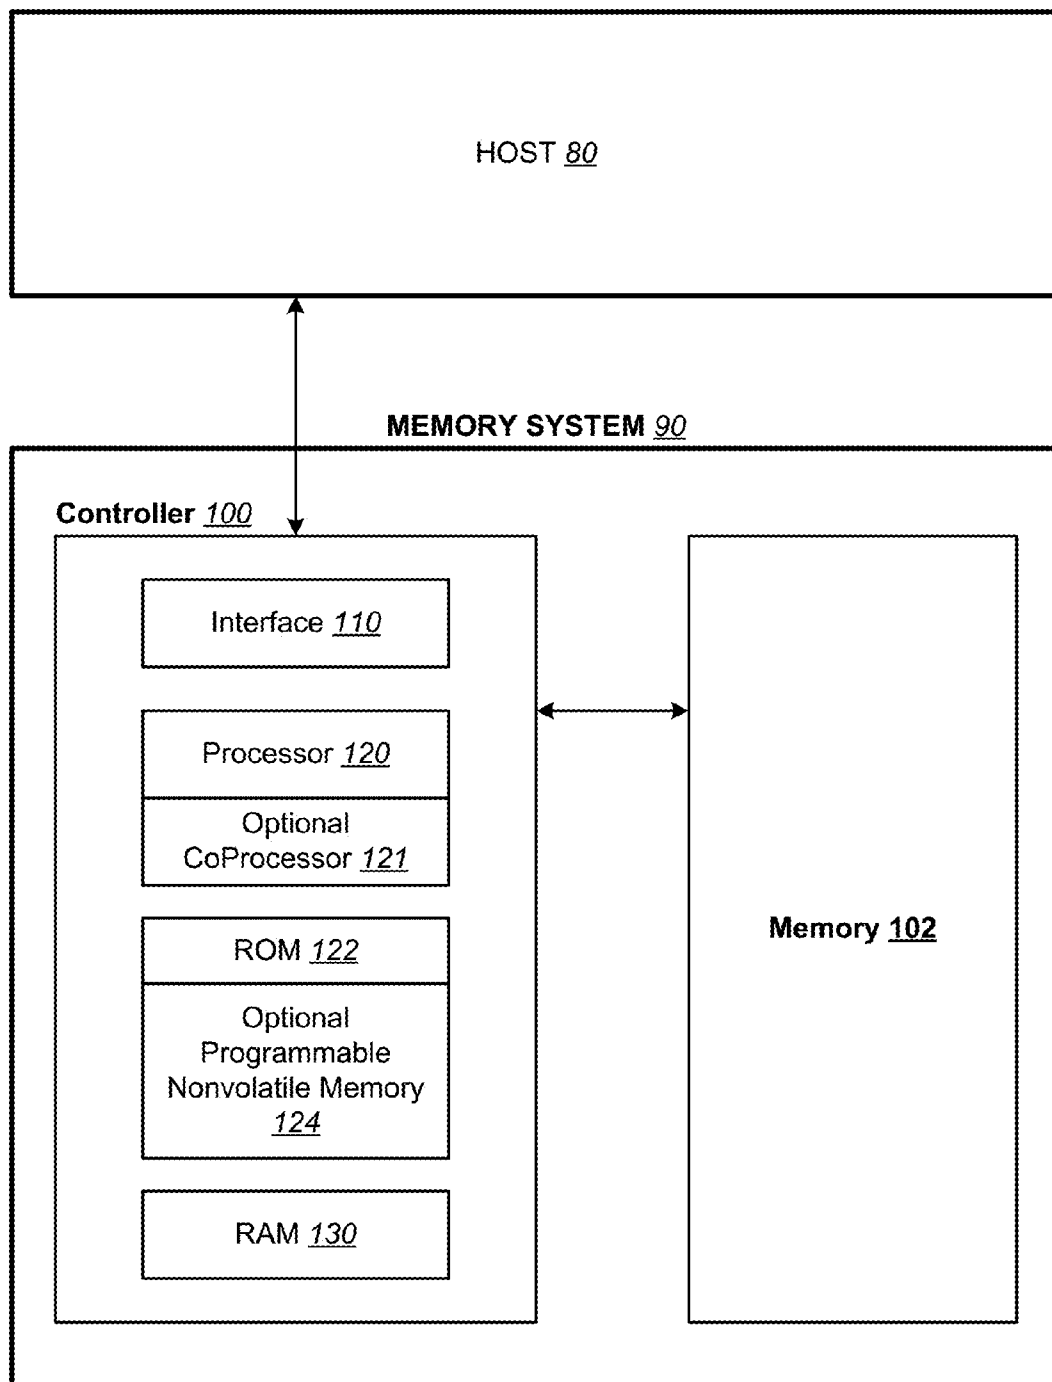 HOST 80
MEMORY SYSTEM 90
Controller 100
Interface 110
Processor 120
Optional
CoProcessor 121
ROM 122
Optional
Programmable
Nonvolatile Memory
124
RAM 130
Memory 102